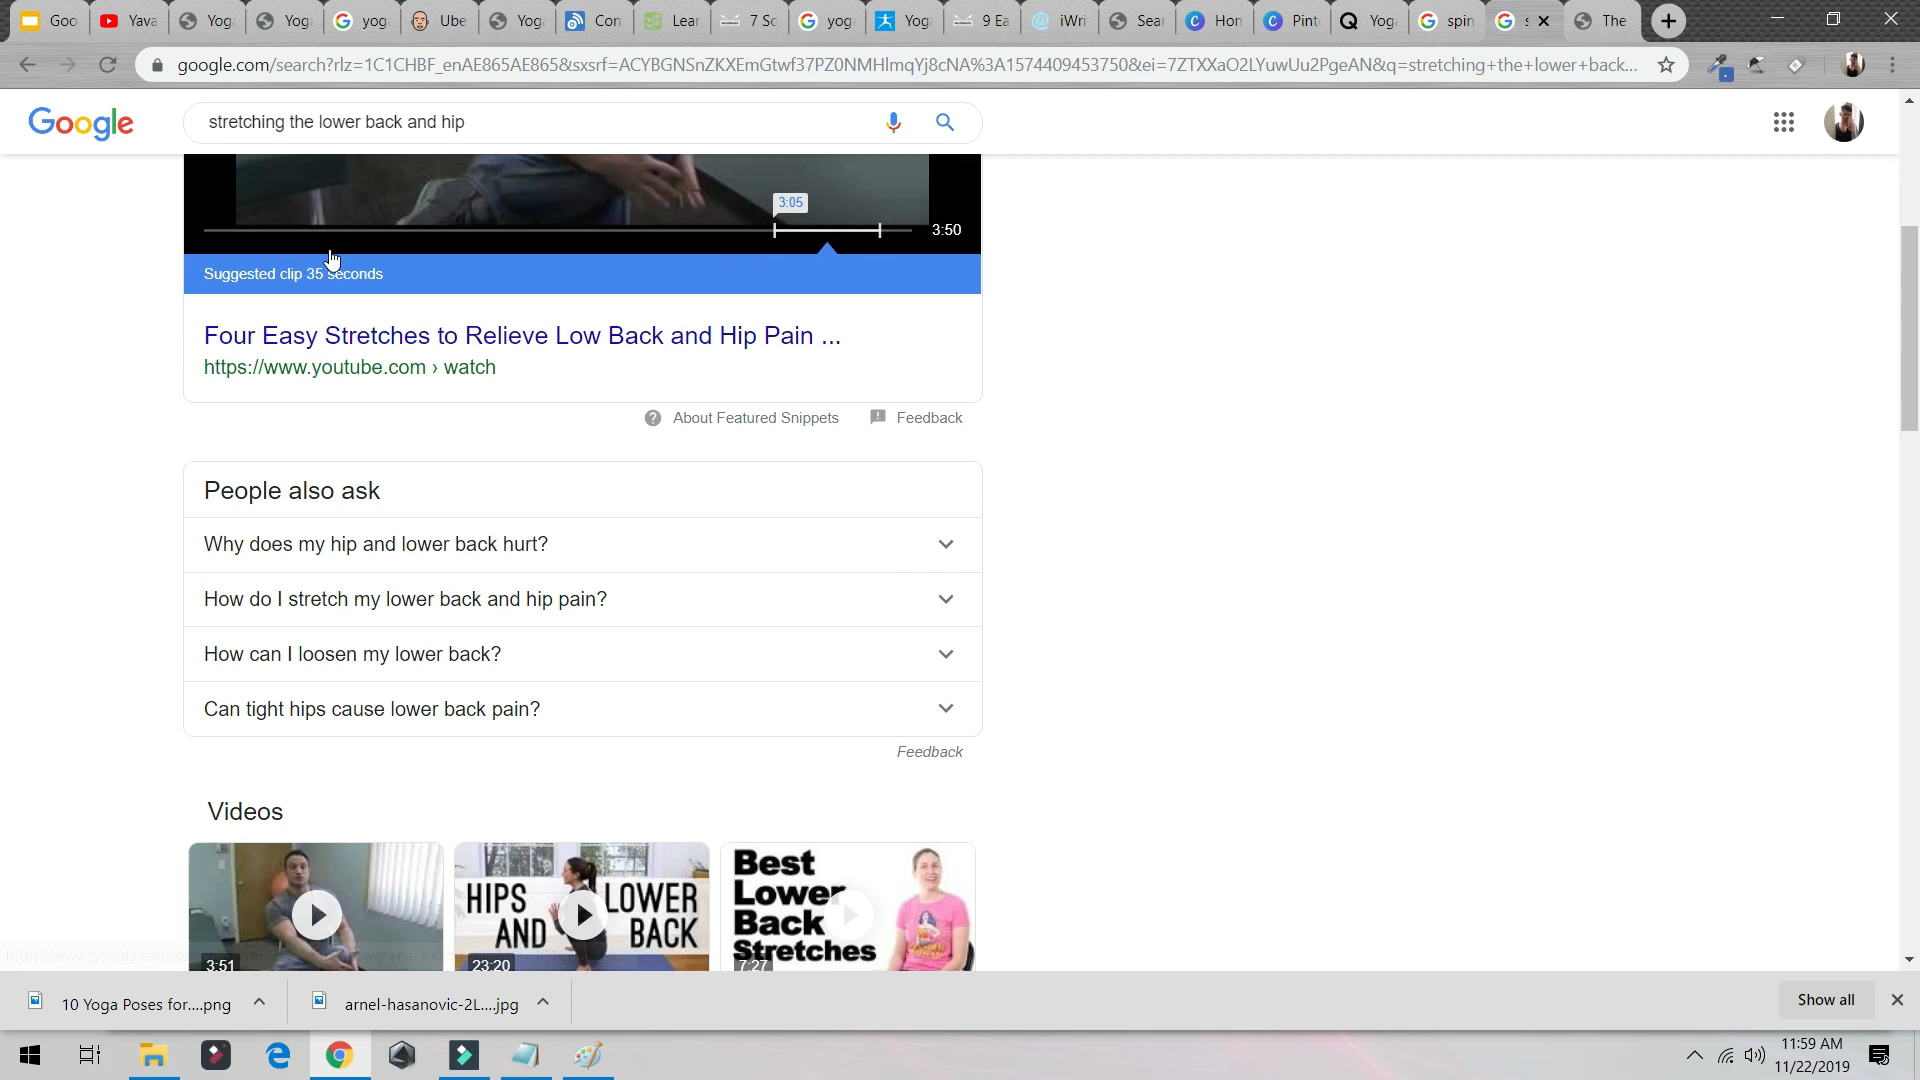 Goo
Yava
Yog
Yog
yog
Ube
Yog
Con
Lear
7 Sc
yog
Yog
9 Ea
iWri
Sear
Hon
Pint
Yog
spin
s
The
google.com/search?rlz=1C1CHBF_enAE865AE865&sxsrf=ACYBGNSnZKXEmGtwf37PZ0NMHlmqYj8cNA%3A1574409453750&ei=7ZTXXaO2LYuwUu2PgeAN&q=stretching+the+lower+back...
Google
stretching the lower back and hip
3:05
3:50
Suggested clip 35 seconds
Four Easy Stretches to Relieve Low Back and Hip Pain ...
https://www.youtube.com › watch
About Featured Snippets
Feedback
People also ask
Why does my hip and lower back hurt?
How do I stretch my lower back and hip pain?
How can I loosen my lower back?
Can tight hips cause lower back pain?
Feedback
Videos
HIPS AND LOWER BACK
Best
Lower
Back
Stretches
3:51
23:20
7:27
10 Yoga Poses for....png
arnel-hasanovic-2L....jpg
Show all
11:59 AM
11/22/2019